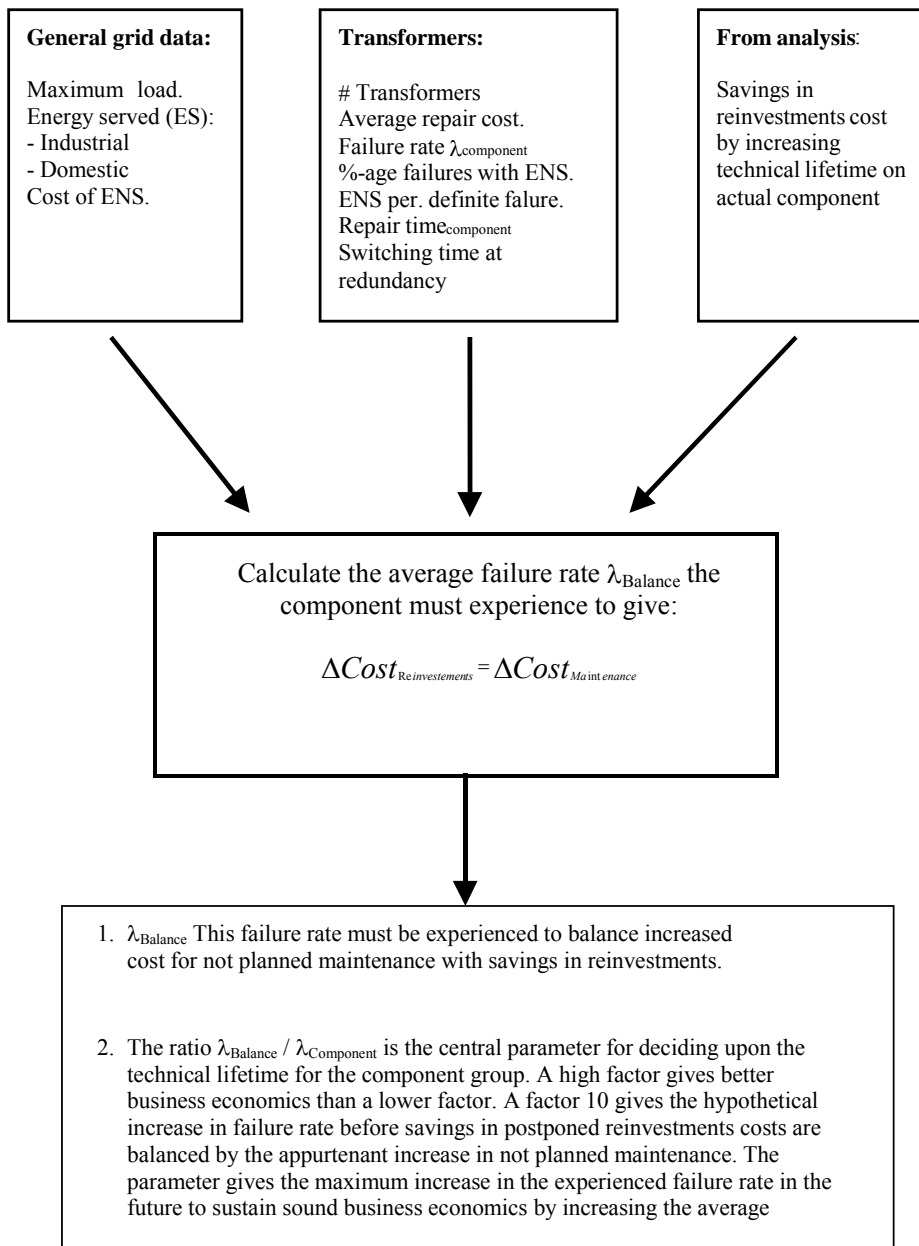 General grid data:
Maximum load.
Energy served (ES):
- Industrial
- Domestic
Cost of ENS.
Transformers:
# Transformers
Average repair cost.
Failure rate λcomponent
%-age failures with ENS.
ENS per. definite falure.
Repair timecomponent
Switching time at
redundancy
From analysis:
Savings in
reinvestments cost
by increasing
technical lifetime on
actual component
Calculate the average failure rate λBalance the
component must experience to give:
ΔCostReinvestements = ΔCostMaintenance
1. λBalance This failure rate must be experienced to balance increased
cost for not planned maintenance with savings in reinvestments.
2. The ratio λBalance / λComponent is the central parameter for deciding upon the
technical lifetime for the component group. A high factor gives better
business economics than a lower factor. A factor 10 gives the hypothetical
increase in failure rate before savings in postponed reinvestments costs are
balanced by the appurtenant increase in not planned maintenance. The
parameter gives the maximum increase in the experienced failure rate in the
future to sustain sound business economics by increasing the average